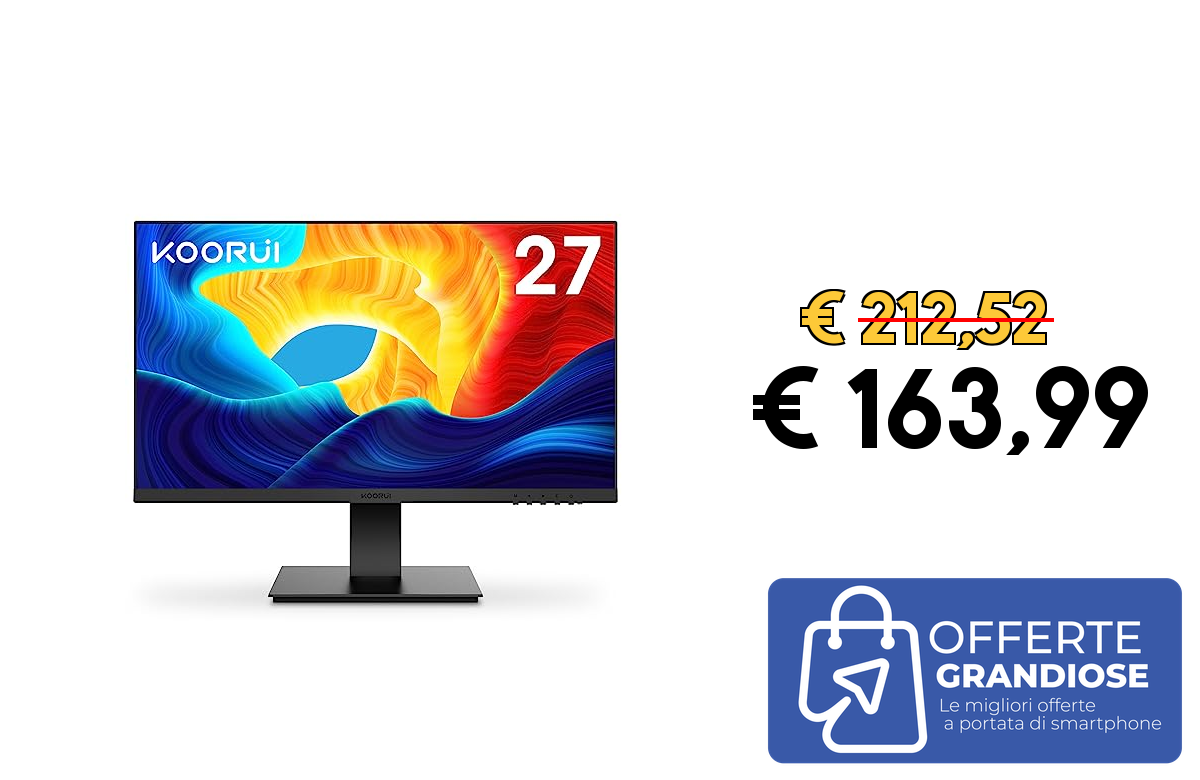 KOORUI
27
€ 212,52
€ 163,99
KOORUI
OFFERTE
GRANDIOSE
Le migliori offerte
a portata di smartphone